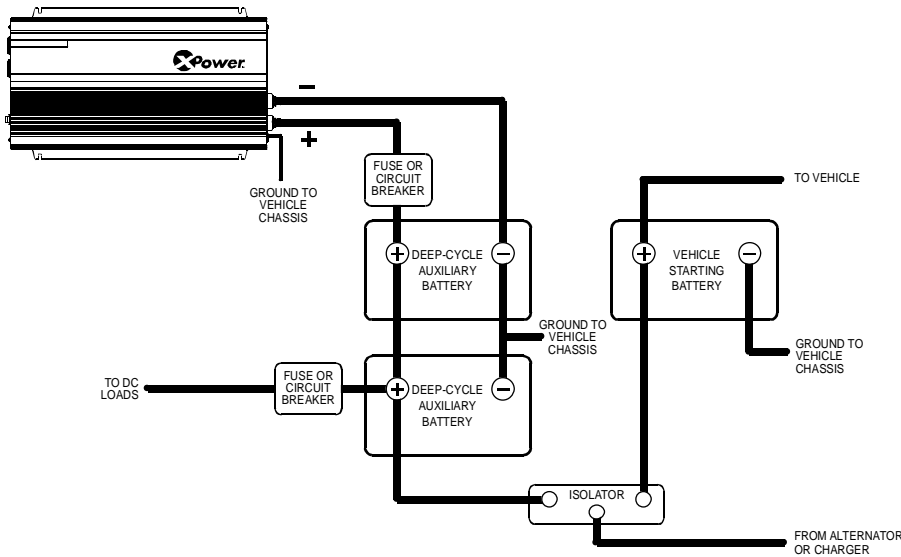 XPower
−
+
GROUND TO
VEHICLE
CHASSIS
FUSE OR
CIRCUIT
BREAKER
TO VEHICLE
+ DEEP-CYCLE −
AUXILIARY
BATTERY
+ VEHICLE −
STARTING
BATTERY
GROUND TO
VEHICLE
CHASSIS
GROUND TO
VEHICLE
CHASSIS
TO DC
LOADS
FUSE OR
CIRCUIT
BREAKER
+ DEEP-CYCLE −
AUXILIARY
BATTERY
ISOLATOR
FROM ALTERNATOR
OR CHARGER